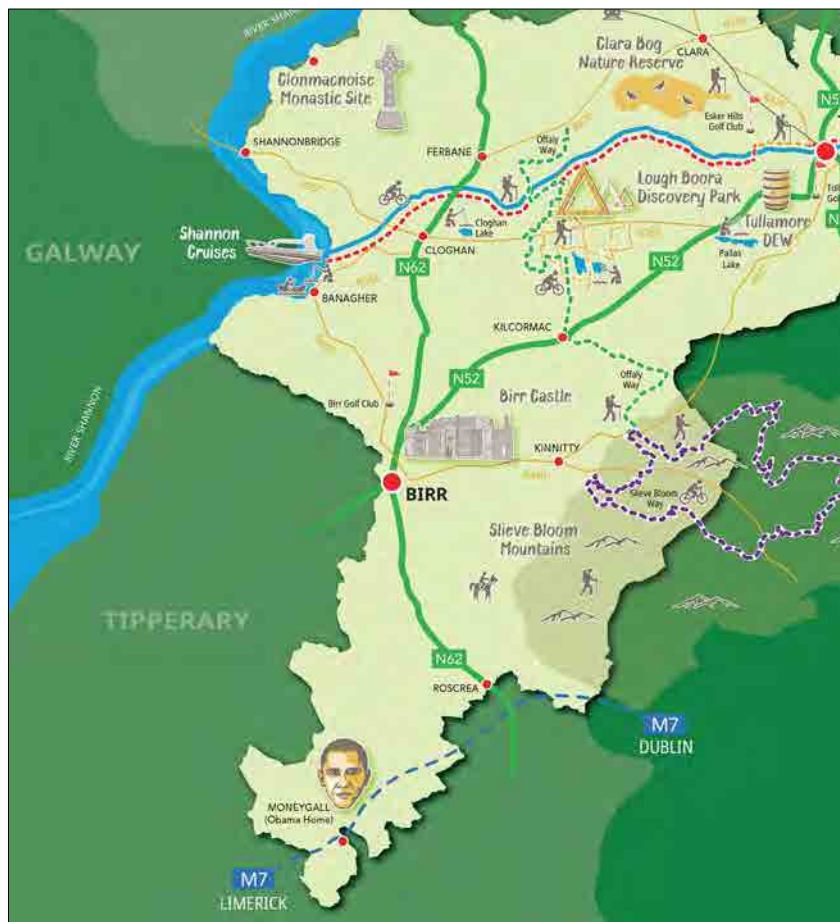 RIVER SHANNON
Clonmacnoise
Monastic Site
Clara Bog
Nature Reserve
CLARA
N62
Esker Hills
Golf Club
SHANNONBRIDGE
FERBANE
Offaly
Way
Lough Boora
Discovery Park
Shannon
Cruises
GALWAY
Cloghan
Lake
CLOGHAN
Tullamore
DEW
Pallas
Lake
N62
N52
BANAGHER
KILCORMAC
RIVER SHANNON
N52
Offaly
Way
Birr Golf Club
Birr Castle
KINNITTY
BIRR
Slieve Bloom
Way
Slieve Bloom
Mountains
TIPPERARY
N62
ROSCREA
M7
DUBLIN
MONEYGALL
(Obama Home)
M7
LIMERICK